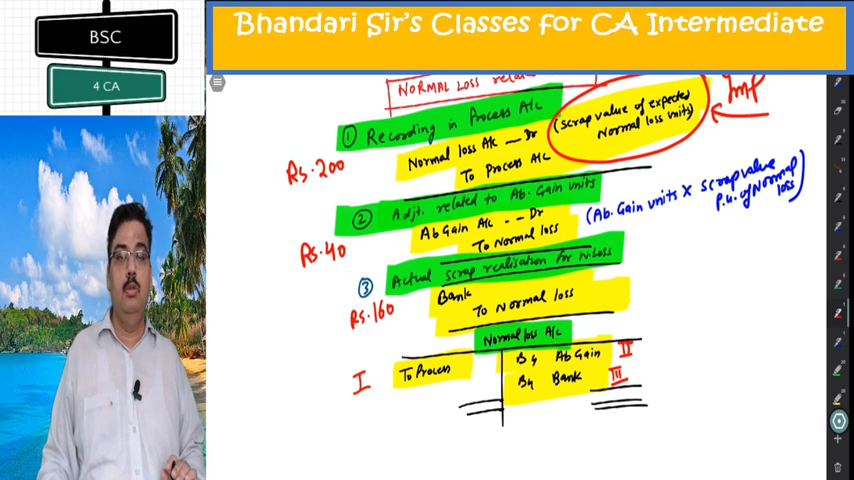 Bhandari Sir's Classes for CA Intermediate
BSC
4 CA
NORMAL LOSS
① Recording in Process A/c
Rs.200
Normal loss A/c — Dr
To Process A/c
(scrap value of expected
Normal loss units)
Imp
② Adjt. related to Ab. Gain units
Rs.40
Ab Gain A/c - - Dr
To Normal loss
(Ab. Gain units x scrap value
p.u. of Normal
loss)
③ Actual scrap realisation for N.Loss
Rs.160
Bank
To Normal loss
Normal loss A/c
I To Process
By Ab Gain II
By Bank III